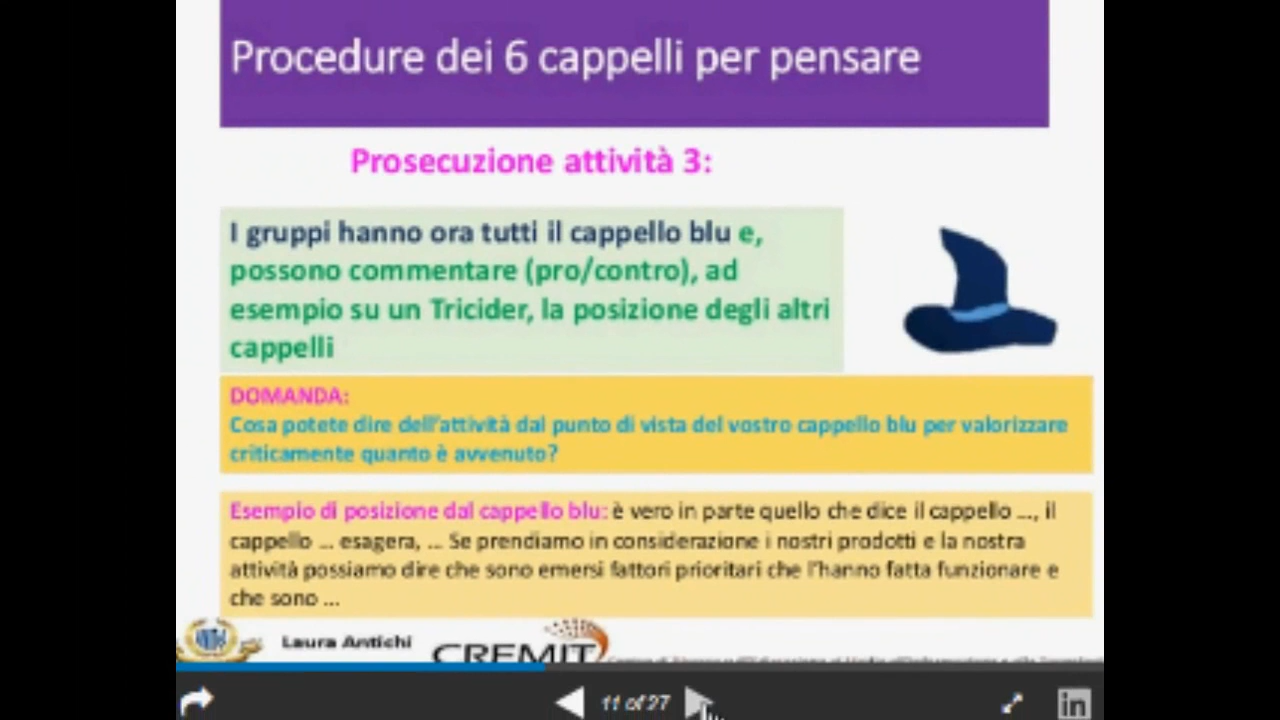 Procedure dei 6 cappelli per pensare
Prosecuzione attività 3:
I gruppi hanno ora tutti il cappello blu e,
possono commentare (pro/contro), ad
esempio su un Tricider, la posizione degli altri
cappelli
DOMANDA:
Cosa potete dire dell'attività dal punto di vista del vostro cappello blu per valorizzare
criticamente quanto è avvenuto?
Esempio di posizione dal cappello blu: è vero in parte quello che dice il cappello ..., il
cappello ... esagera, ... Se prendiamo in considerazione i nostri prodotti e la nostra
attività possiamo dire che sono emersi fattori prioritari che l'hanno fatta funzionare e
che sono ...
Laura Antichi
CREMIT
11 of 27
in